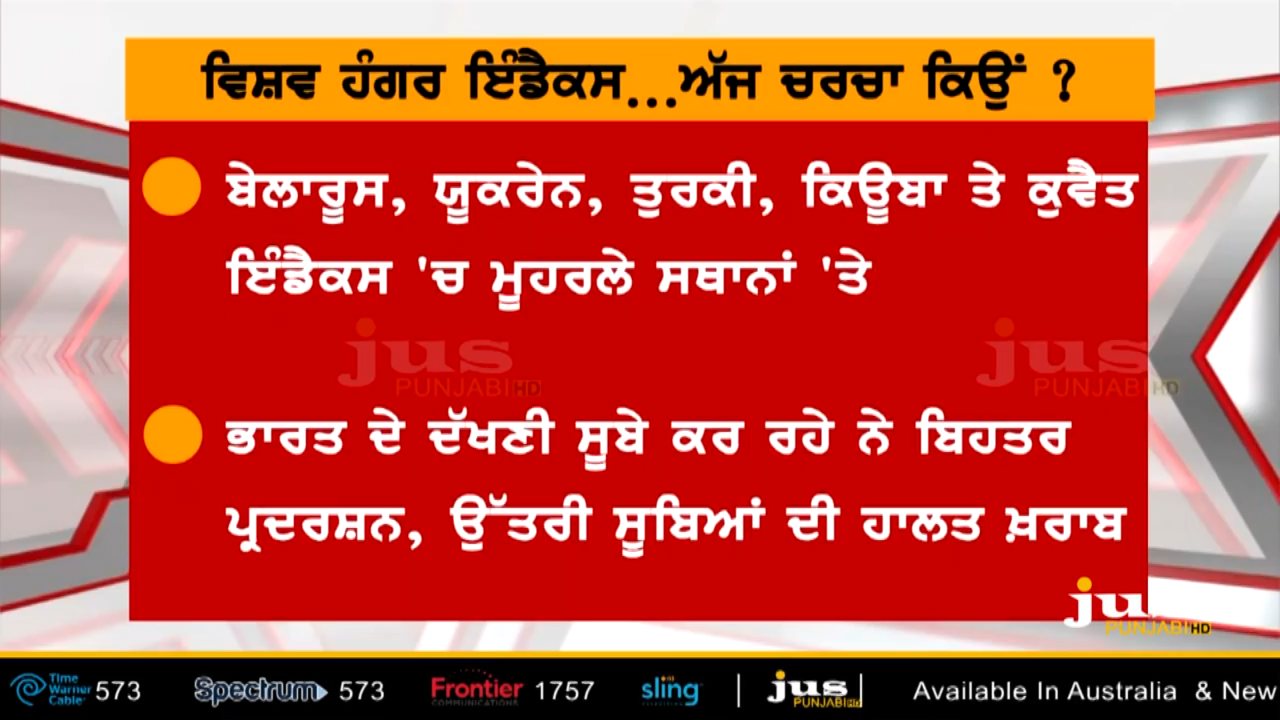 ਵਿਸ਼ਵ ਹੰਗਰ ਇੰਡੈਕਸ...ਅੱਜ ਚਰਚਾ ਕਿਉਂ ?
ਬੇਲਾਰੂਸ, ਯੂਕਰੇਨ, ਤੁਰਕੀ, ਕਿਊਬਾ ਤੇ ਕੁਵੈਤ
ਇੰਡੈਕਸ 'ਚ ਮੂਹਰਲੇ ਸਥਾਨਾਂ 'ਤੇ
jus PUNJABI HD
jus PUNJABI HD
ਭਾਰਤ ਦੇ ਦੱਖਣੀ ਸੂਬੇ ਕਰ ਰਹੇ ਨੇ ਬਿਹਤਰ
ਪ੍ਰਦਰਸ਼ਨ, ਉੱਤਰੀ ਸੂਬਿਆਂ ਦੀ ਹਾਲਤ ਖ਼ਰਾਬ
jus PUNJABI HD
Time Warner Cable 573 Spectrum 573 Frontier COMMUNICATIONS 1757 sling | jus PUNJABI HD | Available In Australia & New